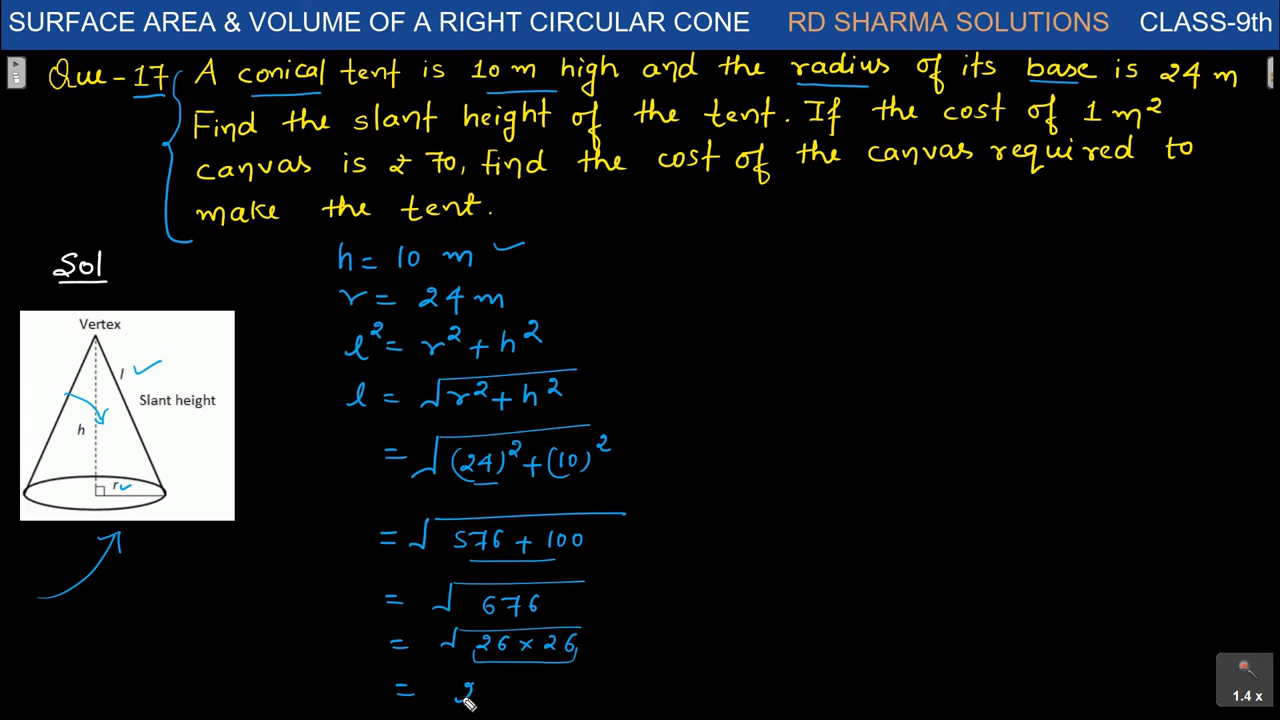 SURFACE AREA & VOLUME OF A RIGHT CIRCULAR CONE RD SHARMA SOLUTIONS CLASS-9th
Que-17 A conical tent is 10 m high and the radius of its base is 24 m
Find the slant height of the tent. If the cost of 1 m²
canvas is ₹ 70, find the cost of the canvas required to
make the tent.
Sol
h = 10 m
r = 24 m
l² = r² + h²
l = √r² + h²
= √(24)² + (10)²
= √576 + 100
= √676
= √26 × 26
= 2
Vertex
l
Slant height
h
r
1.4 x